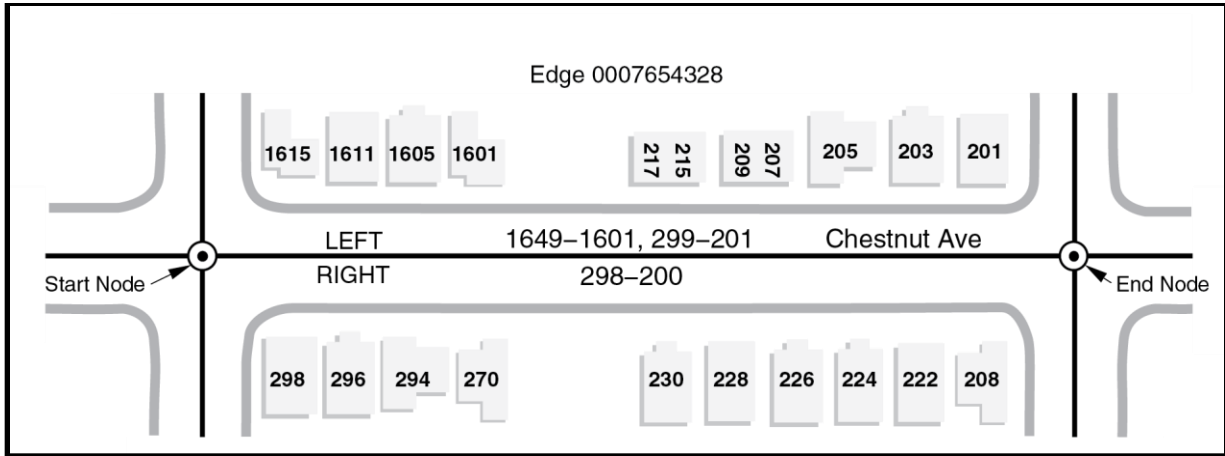 Edge 0007654328
1615 1611 1605 1601 217 215 209 207 205 203 201
LEFT 1649–1601, 299–201 Chestnut Ave
Start Node RIGHT 298–200 End Node
298 296 294 270 230 228 226 224 222 208